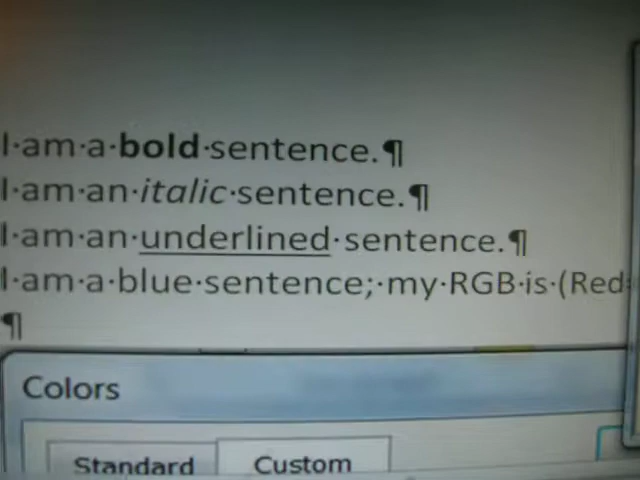 I am a bold sentence.¶
I am an italic sentence.¶
I am an underlined sentence.¶
I am a blue sentence; my RGB is (Red
¶
Colors
Standard
Custom